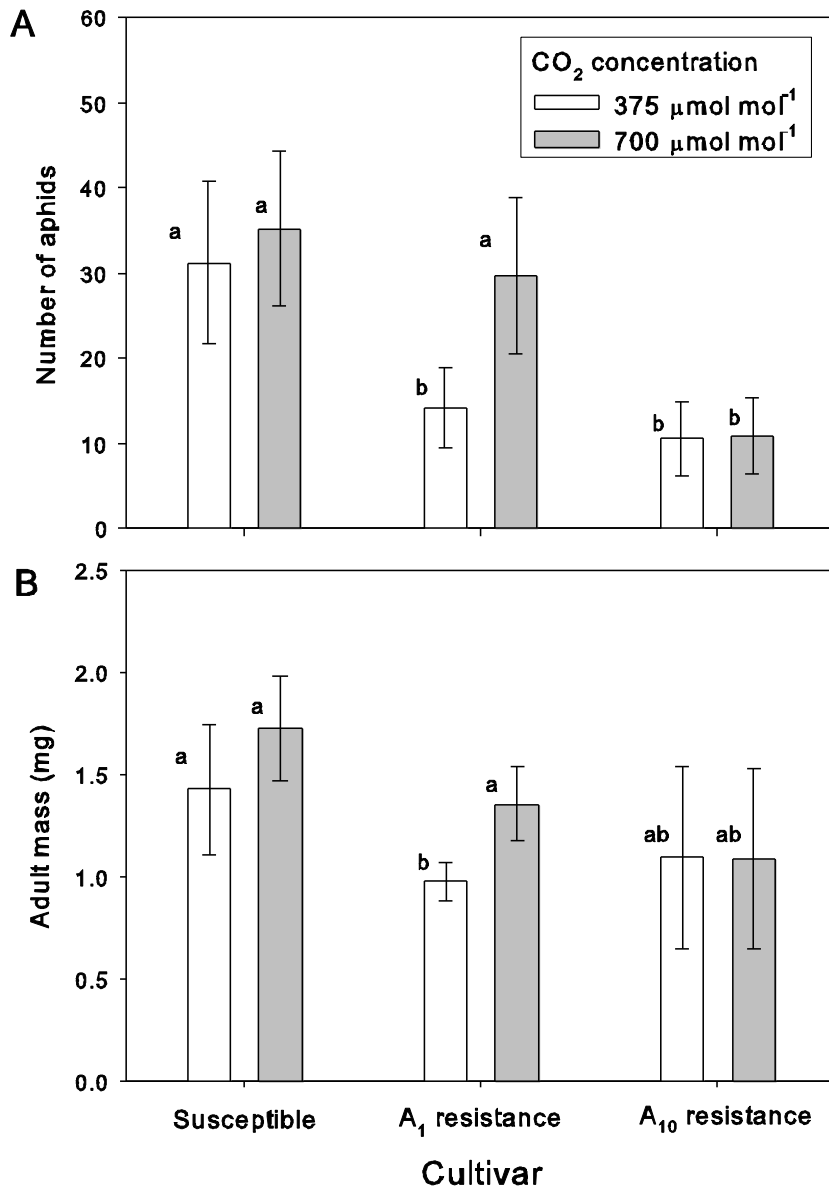 A
60
50
40
30
20
10
0
Number of aphids
CO₂ concentration
375 μmol mol⁻¹
700 μmol mol⁻¹
a
a
b
a
b
b
B
2.5
2.0
1.5
1.0
0.5
0.0
Adult mass (mg)
a
a
b
a
ab
ab
Susceptible A₁ resistance A₁₀ resistance
Cultivar